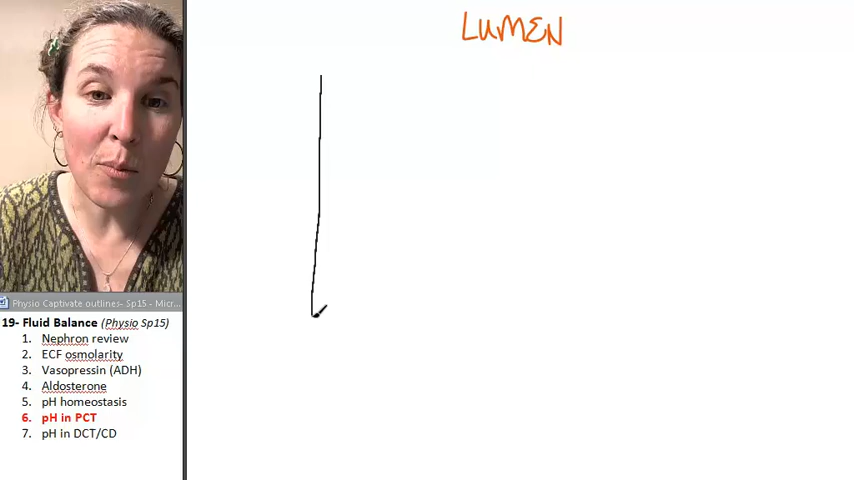 LUMEN
Physio Captivate outlines- Sp15 - Micr...
19- Fluid Balance (Physio Sp15)
1. Nephron review
2. ECF osmolarity
3. Vasopressin (ADH)
4. Aldosterone
5. pH homeostasis
6. pH in PCT
7. pH in DCT/CD